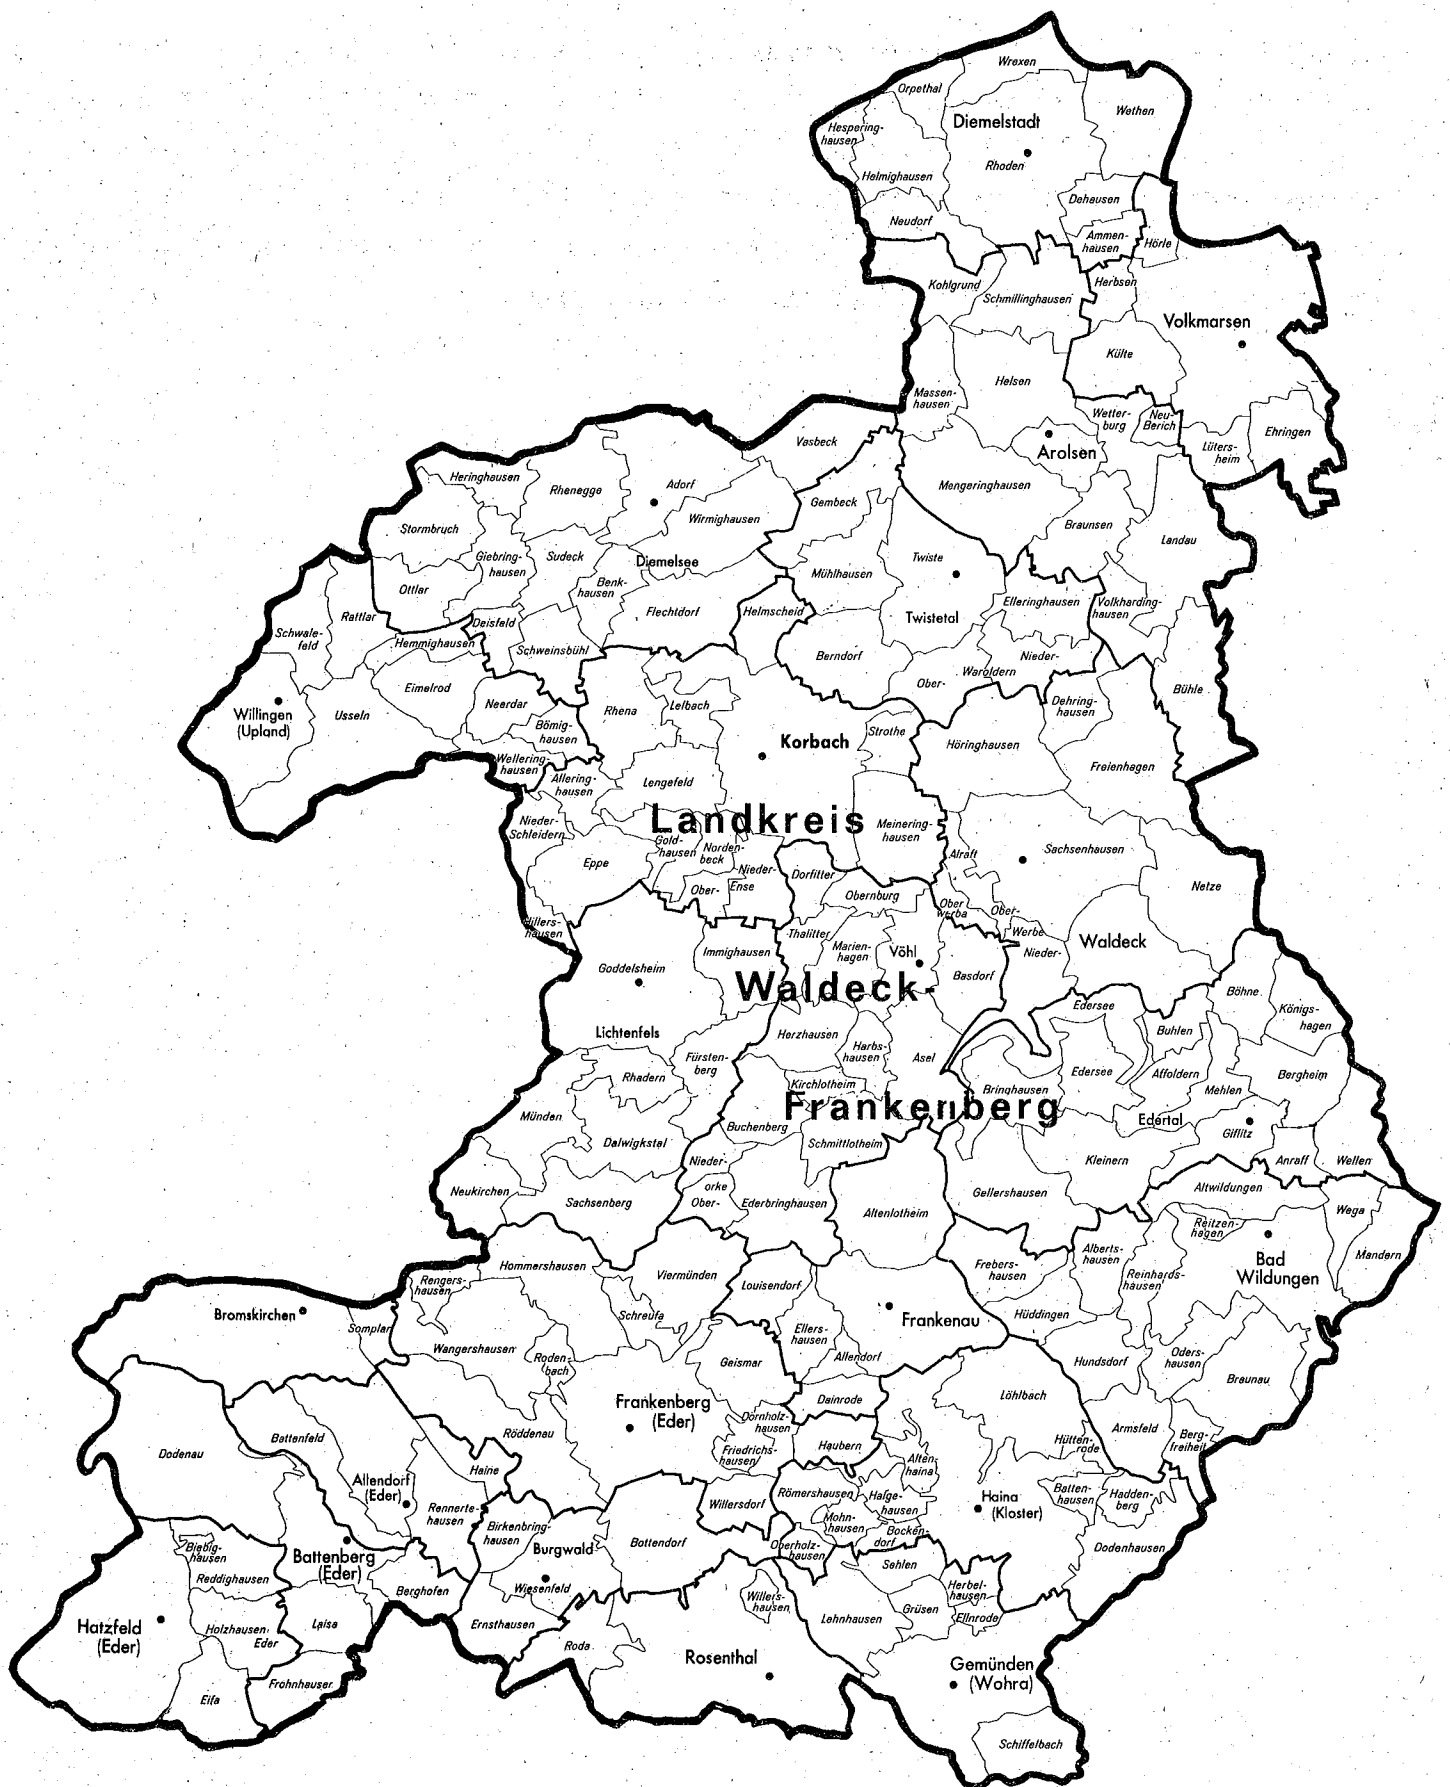 Wrexen
Orpethal
Diemelstadt
Wethen
Hespering-
hausen
Rhoden
Helmighausen
Dehausen
Neudorf
Ammen-
hausen
Hörle
Kohlgrund
Schmillinghausen
Herbsen
Volkmarsen
Külte
Helsen
Massen-
hausen
Wetter-
burg
Neu-
Berich
Ehringen
Lüters-
heim
Arolsen
Vasbeck
Mengeringhausen
Braunsen
Landau
Heringhausen
Rhenegge
Adorf
Wirmighausen
Gembeck
Stormbruch
Giebring-
hausen
Sudeck
Diemelsee
Benk-
hausen
Ottlar
Mühlhausen
Twiste
Flechtdorf
Helmscheid
Elleringhausen
Volkharding-
hausen
Twistetal
Rattlar
Schwale-
feld
Deisfeld
Hemmighausen
Schweinsbühl
Berndorf
Nieder-
Waroldern
Ober-
Bühle
Eimelrod
Neerdar
Willingen
(Upland)
Usseln
Bömig-
hausen
Rhena
Lelbach
Korbach
Strothe
Dehring-
hausen
Höringhausen
Freienhagen
Wellering-
hausen
Allering-
hausen
Lengefeld
Landkreis
Meinering-
hausen
Nieder-
Schleidern
Eppe
Gold-
hausen
Norden-
beck
Nieder-
Ober-
Ense
Dorfitter
Obernburg
Alraft
Sachsenhausen
Netze
Ober
werba
Ober-
Werbe
Nieder-
Waldeck
Hillers-
hausen
Immighausen
Thalitter
Marien-
hagen
Vöhl
Basdorf
Goddelsheim
Waldeck-
Böhne
Königs-
hagen
Lichtenfels
Herzhausen
Harbs-
hausen
Asel
Edersee
Buhlen
Fürsten-
berg
Rhadern
Kirchlotheim
Bringhausen
Edersee
Affoldern
Mehlen
Bergheim
Frankenberg
Münden
Buchenberg
Edertal
Giflitz
Dalwigkstal
Schmittlotheim
Kleinern
Anraff
Wellen
Nieder-
orke
Ober-
Neukirchen
Sachsenberg
Ederbringhausen
Altenlotheim
Gellershausen
Altwildungen
Wega
Reitzen-
hagen
Bad
Wildungen
Mandern
Hommershausen
Viermünden
Louisendorf
Frebers-
hausen
Alberts-
hausen
Reinhards-
hausen
Rengers-
hausen
Bromskirchen
Somplar
Schreufa
Frankenau
Hüddingen
Ellers-
hausen
Allendorf
Wangershausen
Roden-
bach
Geismar
Hundsdorf
Oders-
hausen
Braunau
Dainrode
Löhlbach
Frankenberg
(Eder)
Dörnholz-
hausen
Friedrichs-
hausen
Haubern
Armsfeld
Berg-
freiheit
Hütten-
rode
Röddenau
Battenfeld
Dodenau
Haine
Alten-
haina
Allendorf
(Eder)
Rennerte-
hausen
Willersdorf
Römershausen
Halge-
hausen
Haina
(Kloster)
Batten-
hausen
Hadden-
berg
Birkenbring-
hausen
Mohn-
hausen
Bocken-
dorf
Dodenhausen
Biebig-
hausen
Battenberg
(Eder)
Burgwald
Bottendorf
Oberholz-
hausen
Reddighausen
Berghofen
Wiesenfeld
Sehlen
Herbel-
hausen
Willers-
hausen
Lehnhausen
Grüsen
Ellnrode
Hatzfeld
(Eder)
Holzhausen
Eder
Laisa
Ernsthausen
Roda
Rosenthal
Gemünden
(Wohra)
Eifa
Frohnhausen
Schiffelbach